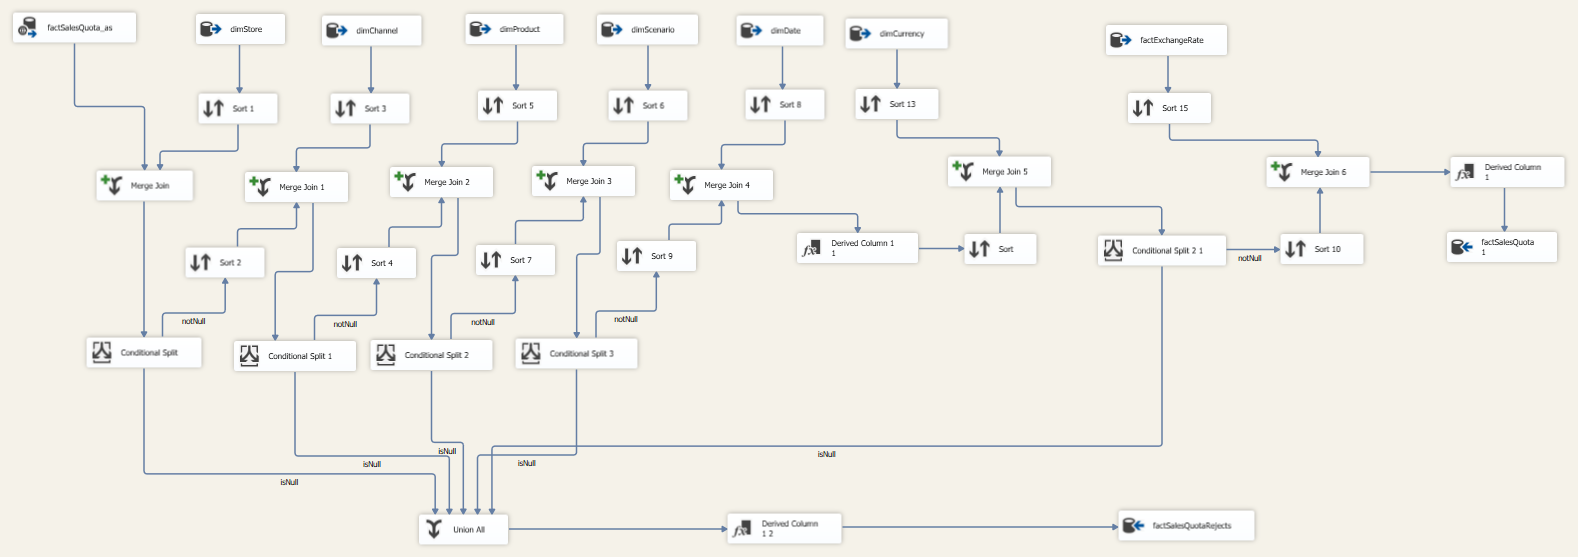 factSalesQuota_as
dimStore
dimChannel
dimProduct
dimScenario
dimDate
dimCurrency
factExchangeRate
Sort 1
Sort 3
Sort 5
Sort 6
Sort 8
Sort 13
Sort 15
Merge Join
Merge Join 1
Merge Join 2
Merge Join 3
Merge Join 4
Merge Join 5
Merge Join 6
Derived Column
1
Sort 2
Sort 4
Sort 7
Sort 9
Derived Column 1
1
Sort
Conditional Split 2 1
notNull
Sort 10
factSalesQuota
1
notNull
notNull
notNull
notNull
Conditional Split
Conditional Split 1
Conditional Split 2
Conditional Split 3
isNull
isNull
isNull
isNull
isNull
Union All
Derived Column
1 2
factSalesQuotaRejects